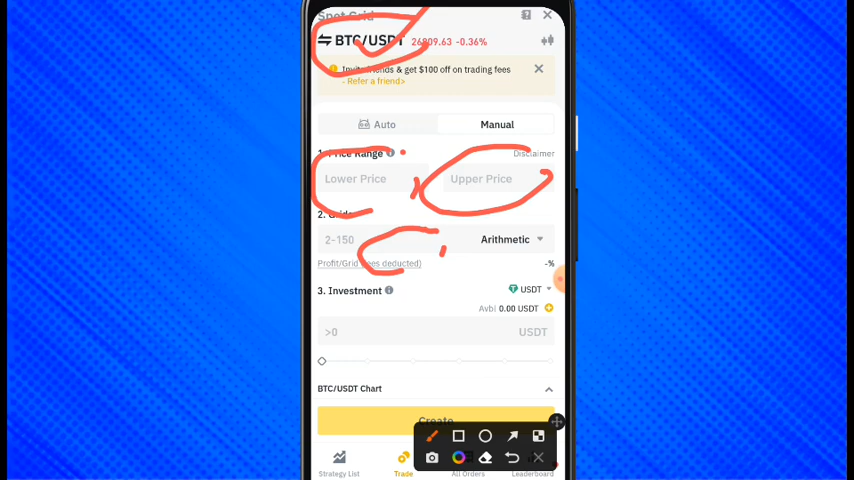 Spot Grid
BTC/USDT 26809.63 -0.36%
Invite friends & get $100 off on trading fees
- Refer a friend>
Auto
Manual
1. Price Range
Disclaimer
Lower Price
Upper Price
2. Grids
2-150
Arithmetic
Profit/Grid (fees deducted)
-%
3. Investment
USDT
Avbl 0.00 USDT
>0
USDT
BTC/USDT Chart
Create
Strategy List
Trade
All Orders
Leaderboard